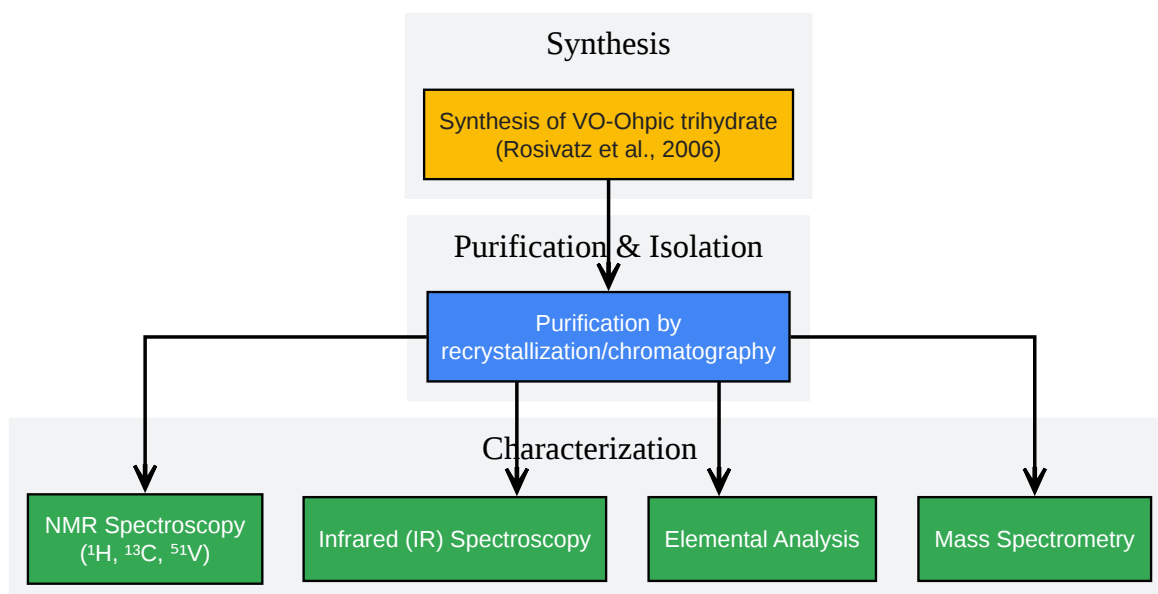 Synthesis
Synthesis of VO-Ohpic trihydrate
(Rosivatz et al., 2006)
Purification & Isolation
Purification by
recrystallization/chromatography
Characterization
NMR Spectroscopy
(¹H, ¹³C, ⁵¹V)
Infrared (IR) Spectroscopy
Elemental Analysis
Mass Spectrometry